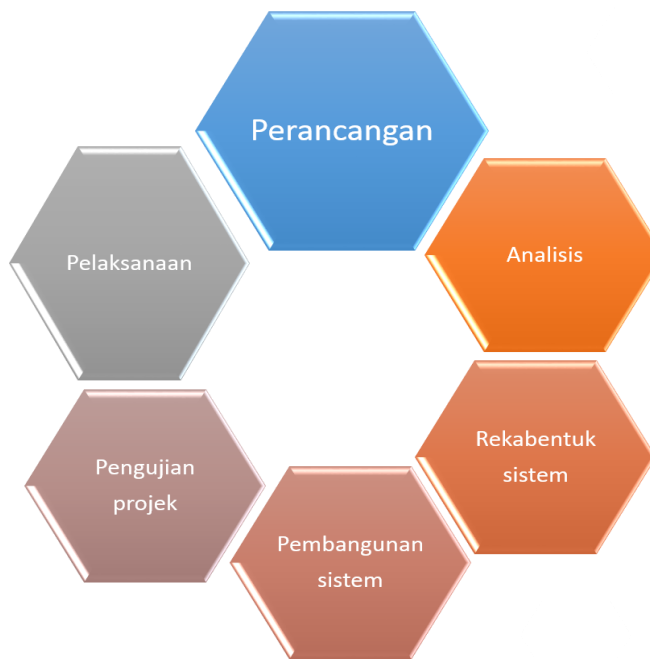 Perancangan
Analisis
Rekabentuk
sistem
Pembangunan
sistem
Pengujian
projek
Pelaksanaan